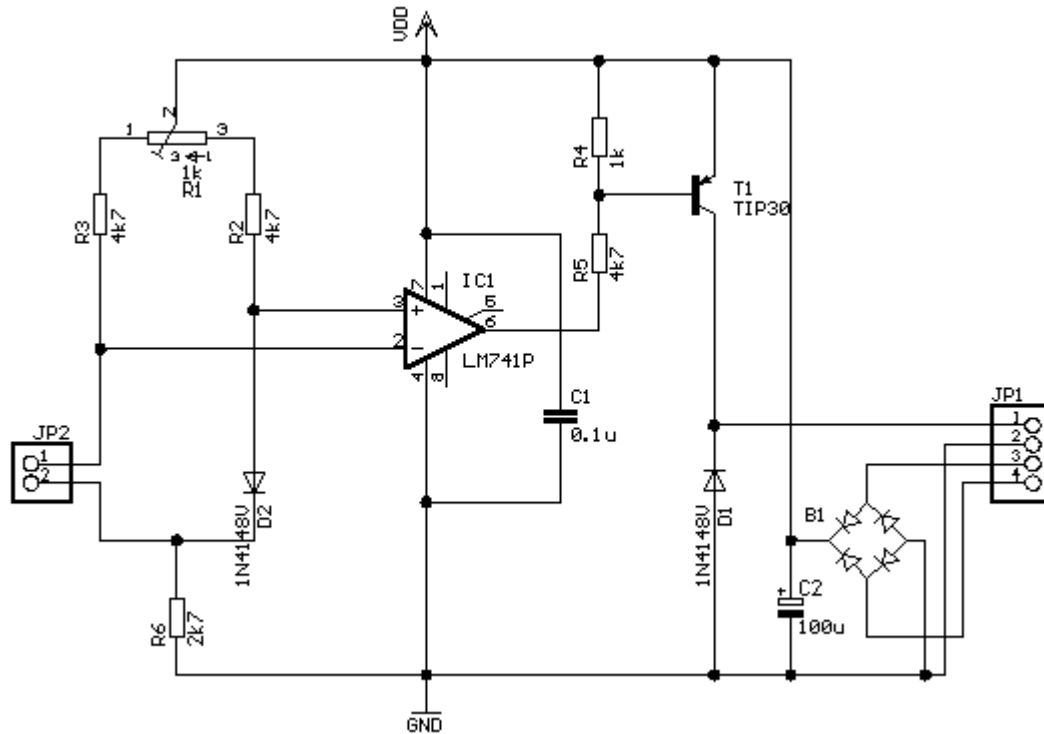 VDD
2
1
3
3 1
1k
R1
R3
4k7
R2
4k7
R4
1k
R5
4k7
T1
TIP30
IC1
7
1
3
+
5
6
2
-
4
8
LM741P
C1
0.1u
JP2
1
2
1N4148V
D2
R6
2k7
GND
1N4148V
D1
JP1
1
2
3
4
B1
+
C2
100u